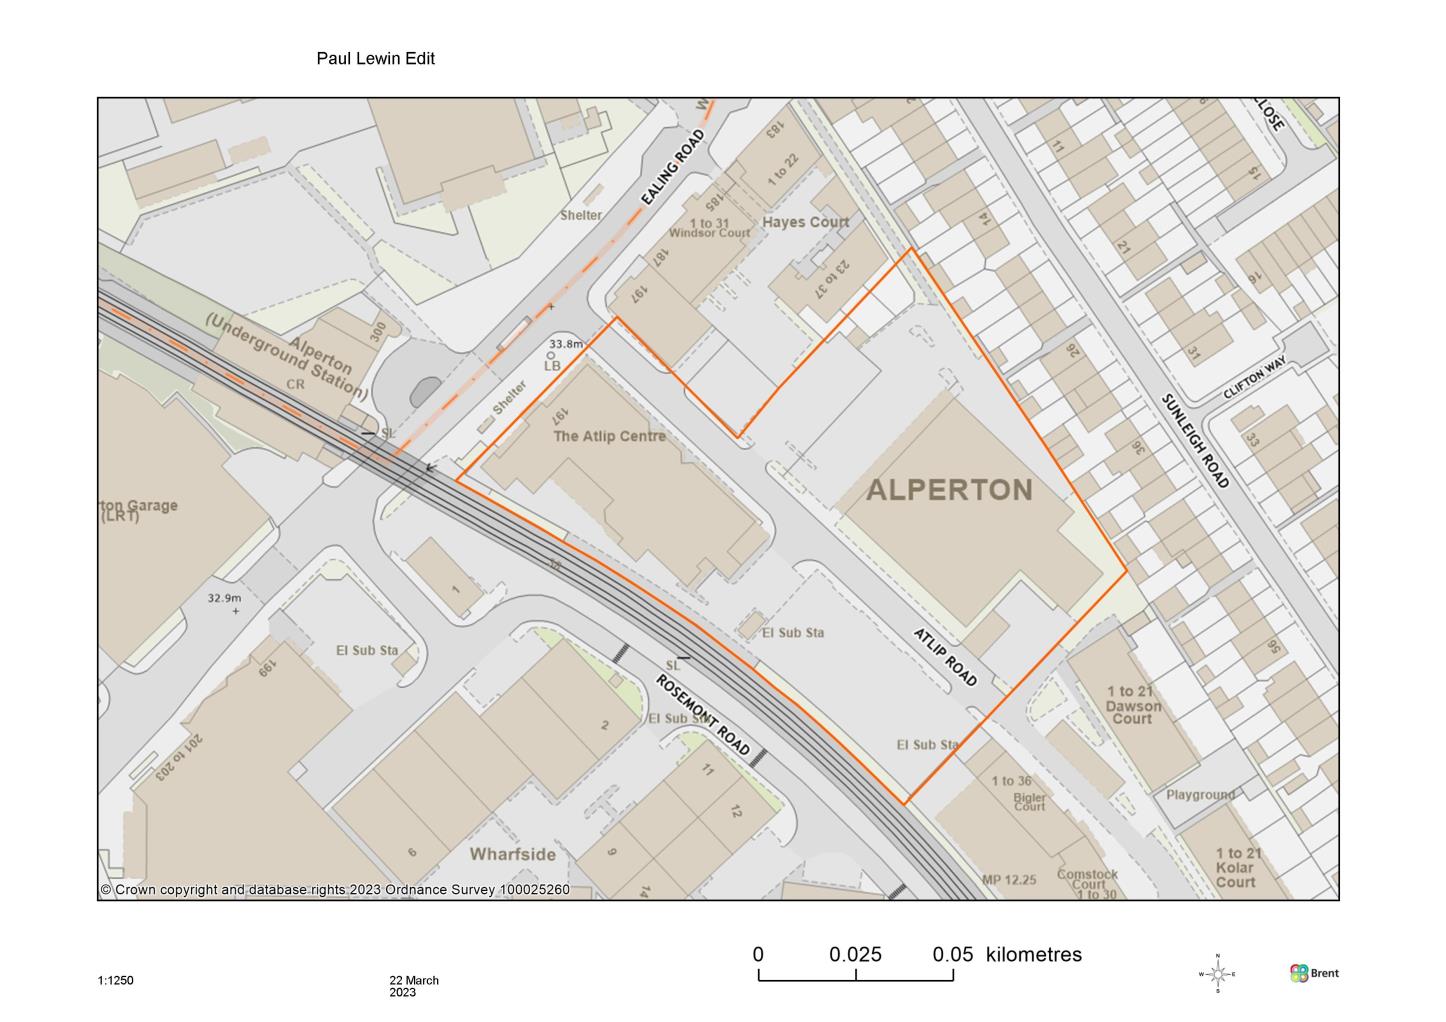 Paul Lewin Edit
CLOSE
183
1 to 22
11
15
EALING ROAD
Shelter
185
1 to 31
Windsor Court
Hayes Court
14
21
187
23 to 37
197
16
(Underground Station)
Alperton
300
CR
33.8m
LB
26
31
CLIFTON WAY
Shelter
197
The Atlip Centre
SL
SUNLEIGH ROAD
33
36
ALPERTON
ton Garage
(LRT)
32.9m
1
El Sub Sta
El Sub Sta
ATLIP ROAD
56
199
SL
ROSEMONT ROAD
1 to 21
Dawson
Court
2
El Sub Sta
El Sub Sta
201 to 203
11
12
1 to 36
Bigler
Court
Playground
Wharfside
6
9
14
MP 12.25
Comstock
Court
1 to 30
1 to 21
Kolar
Court
© Crown copyright and database rights 2023 Ordnance Survey 100025260
0 0.025 0.05 kilometres
1:1250
22 March
2023
N
W E
S
Brent